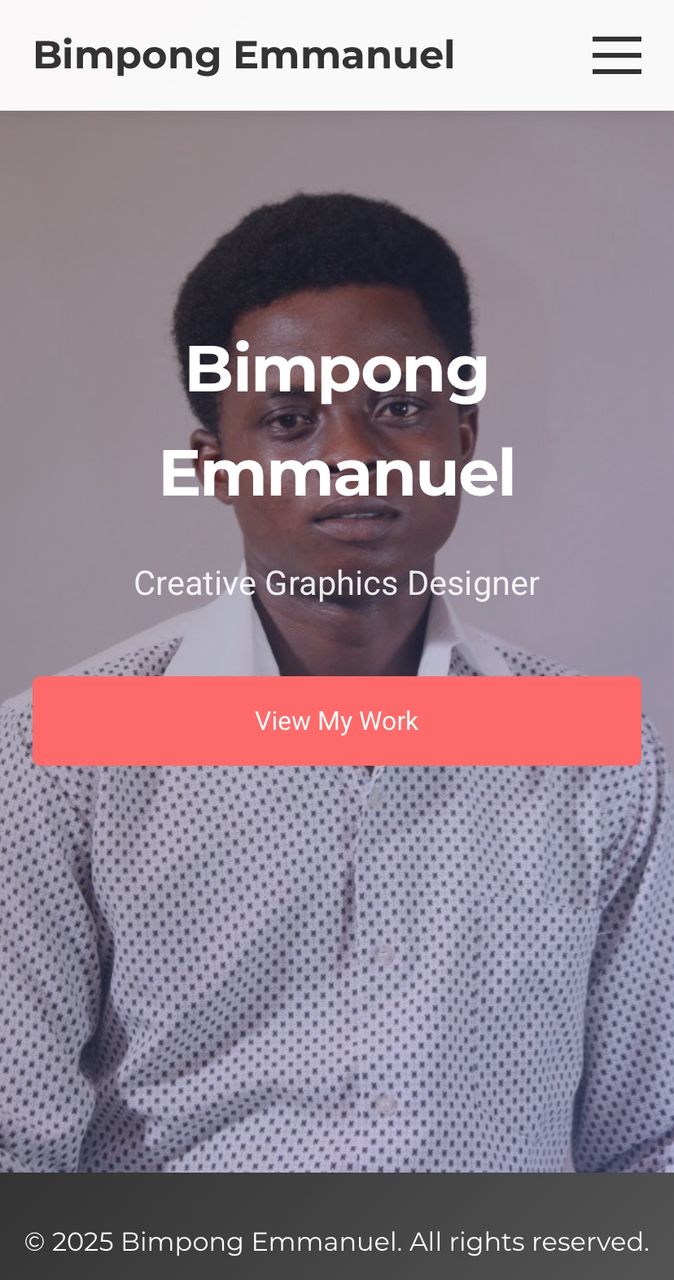 Bimpong Emmanuel
Bimpong
Emmanuel
Creative Graphics Designer
View My Work
© 2025 Bimpong Emmanuel. All rights reserved.